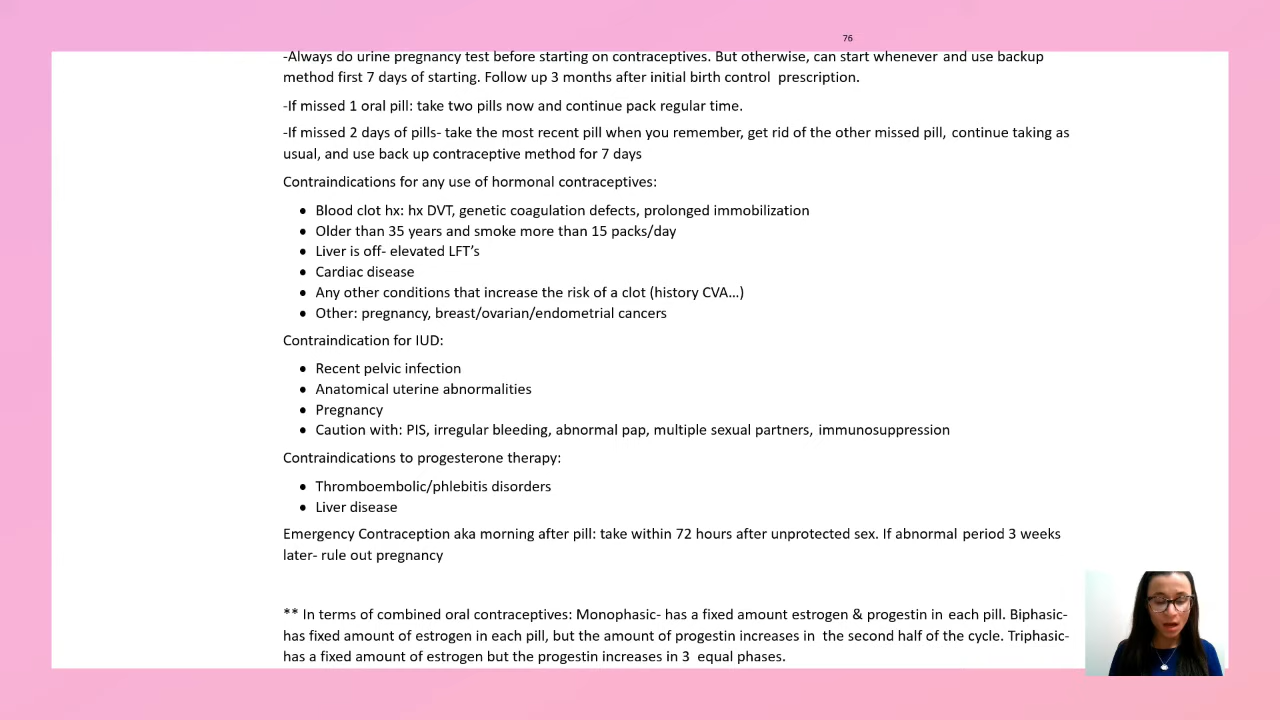 76
-Always do urine pregnancy test before starting on contraceptives. But otherwise, can start whenever and use backup
method first 7 days of starting. Follow up 3 months after initial birth control prescription.
-If missed 1 oral pill: take two pills now and continue pack regular time.
-If missed 2 days of pills- take the most recent pill when you remember, get rid of the other missed pill, continue taking as
usual, and use back up contraceptive method for 7 days
Contraindications for any use of hormonal contraceptives:
• Blood clot hx: hx DVT, genetic coagulation defects, prolonged immobilization
• Older than 35 years and smoke more than 15 packs/day
• Liver is off- elevated LFT’s
• Cardiac disease
• Any other conditions that increase the risk of a clot (history CVA…)
• Other: pregnancy, breast/ovarian/endometrial cancers
Contraindication for IUD:
• Recent pelvic infection
• Anatomical uterine abnormalities
• Pregnancy
• Caution with: PIS, irregular bleeding, abnormal pap, multiple sexual partners, immunosuppression
Contraindications to progesterone therapy:
• Thromboembolic/phlebitis disorders
• Liver disease
Emergency Contraception aka morning after pill: take within 72 hours after unprotected sex. If abnormal period 3 weeks
later- rule out pregnancy
** In terms of combined oral contraceptives: Monophasic- has a fixed amount estrogen & progestin in each pill. Biphasic-
has fixed amount of estrogen in each pill, but the amount of progestin increases in the second half of the cycle. Triphasic-
has a fixed amount of estrogen but the progestin increases in 3 equal phases.